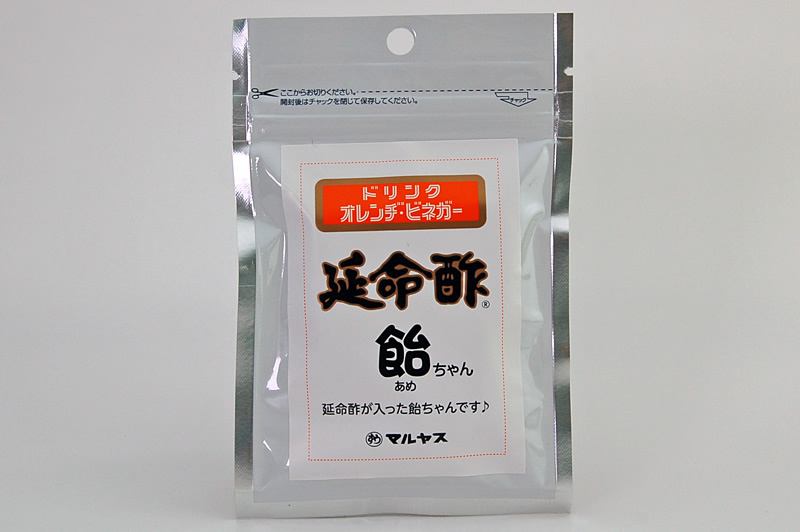 ここからお切りください。
開封後はチャックを閉じて保存してください。
チャック
ドリンク
オレンヂ・ビネガー
延命酢®
飴ちゃん
あめ
延命酢が入った飴ちゃんです♪
マルヤス